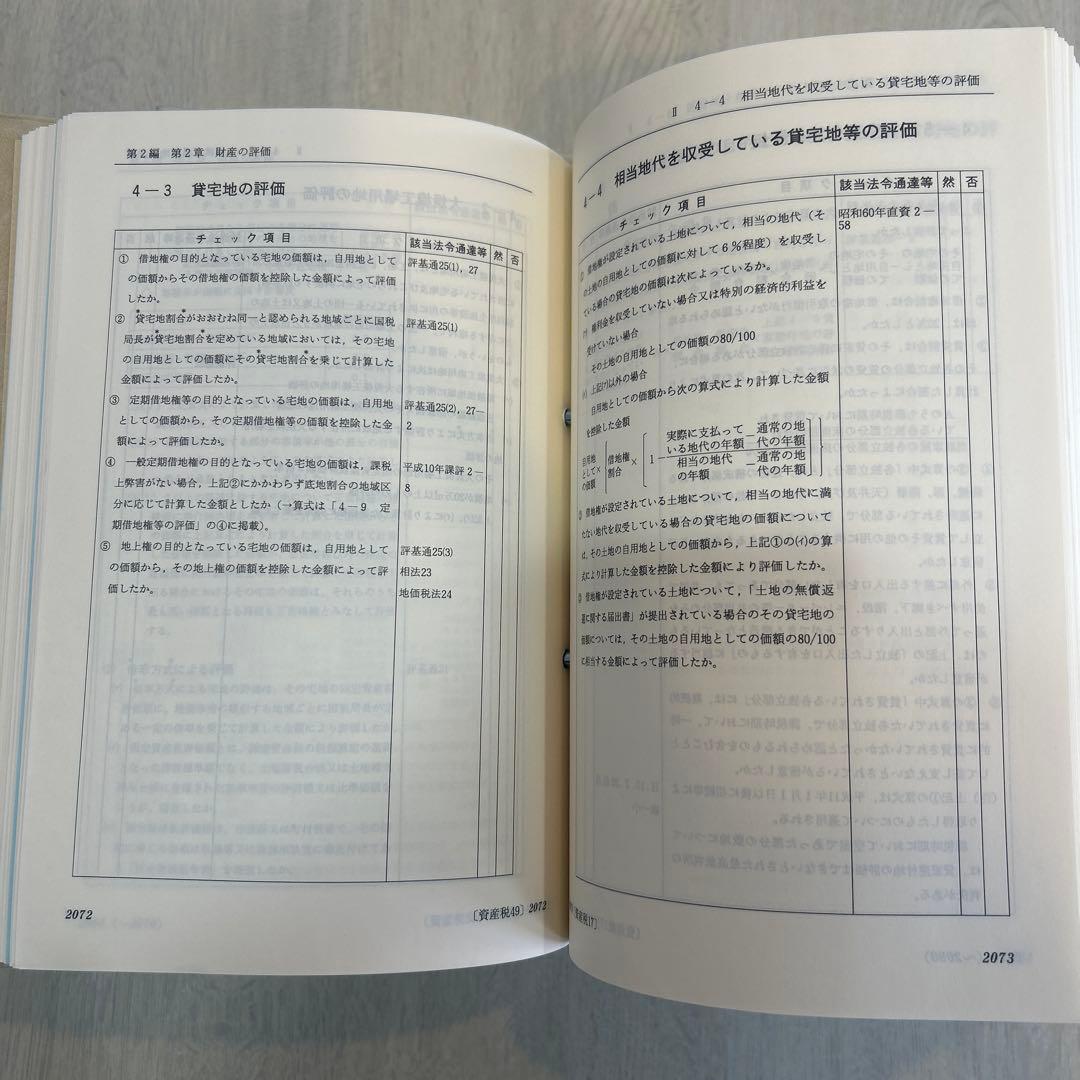 第2編 第2章 財産の評価
4－3 貸宅地の評価
チェック項目 該当法令通達等 然 否
① 借地権の目的となっている宅地の価額は，自用地として 評基通25(1)，27
の価額からその借地権の価額を控除した金額によって評価
したか。
② 貸宅地割合がおおむね同一と認められる地域ごとに国税 評基通25(1)
局長が貸宅地割合を定めている地域においては，その宅地
の自用地としての価額にその貸宅地割合を乗じて計算した
金額によって評価したか。
③ 定期借地権等の目的となっている宅地の価額は，自用地 評基通25(2)，27―
としての価額から，その定期借地権等の価額を控除した金 2
額によって評価したか。
④ 一般定期借地権の目的となっている宅地の価額は，課税 平成10年課評2－
上弊害がない場合，上記②にかかわらず底地割合の地域区 8
分に応じて計算した金額としたか（→算式は「4－9 定
期借地権等の評価」の④に掲載）。
⑤ 地上権の目的となっている宅地の価額は，自用地として 評基通25(3)
の価額から，その地上権の価額を控除した金額によって評 相法23
価したか。 地価税法24
2072
〔資産税49〕2072
Ⅱ 4－4 相当地代を収受している貸宅地等の評価
4－4 相当地代を収受している貸宅地等の評価
チェック項目 該当法令通達等 然 否
借地権が設定されている土地について，相当の地代（そ 昭和60年直資2－
の土地の自用地としての価額に対して6％程度）を収受し 58
ている場合の貸宅地の価額は次によっているか。
(ｱ) 権利金を収受していない場合又は特別の経済的利益を
受けていない場合
その土地の自用地としての価額の80/100
(ｲ) 上記(ｱ)以外の場合
自用地としての価額から次の算式により計算した金額
を控除した金額
自用地としての価額×｛借地権割合×（1－（実際に支払っている地代の年額－通常の地代の年額）/（相当の地代の年額－通常の地代の年額））｝
借地権が設定されている土地について，相当の地代に満
たない地代を収受している場合の貸宅地の価額について
は，その土地の自用地としての価額から，上記①の(ｲ)の算
式により計算した金額を控除した金額により評価したか。
借地権が設定されている土地について，「土地の無償返
還に関する届出書」が提出されている場合のその貸宅地の
価額については，その土地の自用地としての価額の80/100
に相当する金額によって評価したか。
資産税17〕
2073